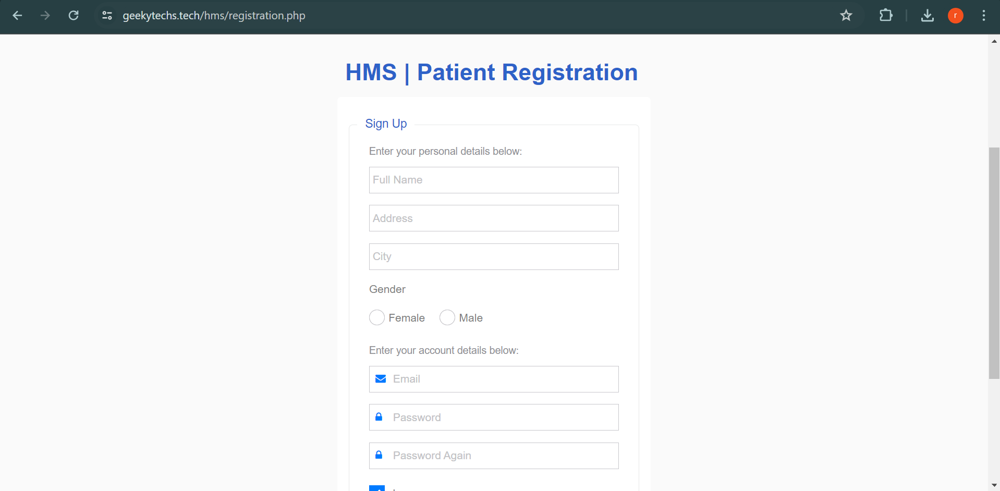 geekytechs.tech/hms/registration.php
r
HMS | Patient Registration
Sign Up
Enter your personal details below:
Full Name
Address
City
Gender
Female Male
Enter your account details below:
Email
Password
Password Again